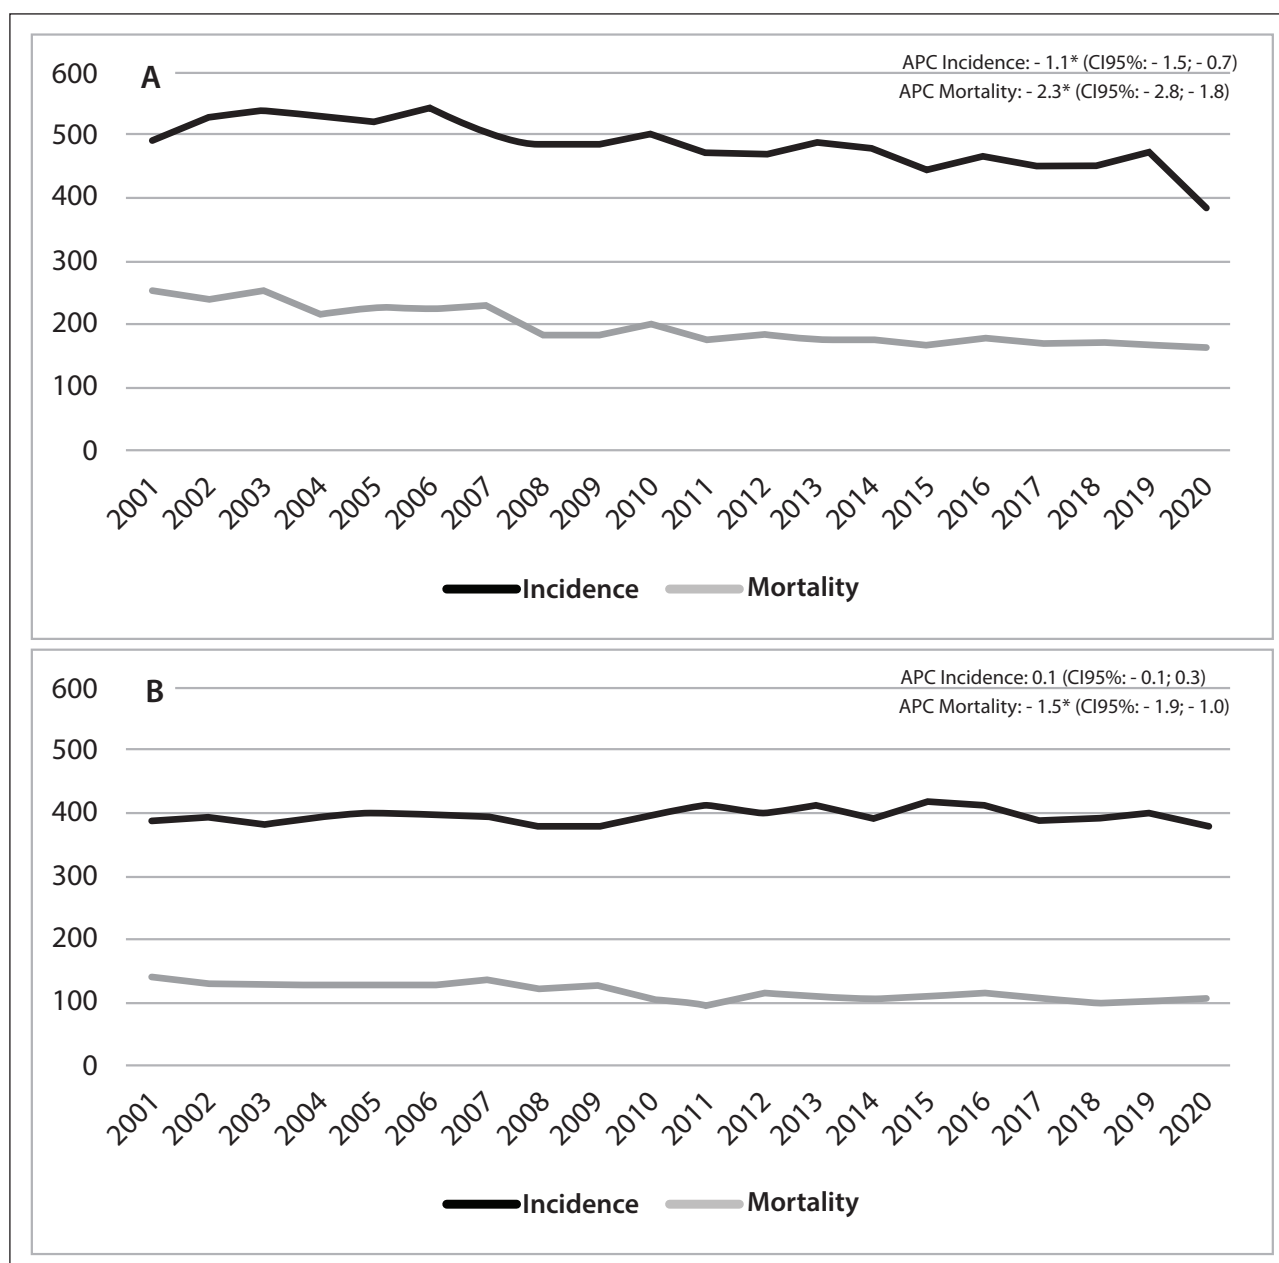 A
APC Incidence: - 1.1* (CI95%: - 1.5; - 0.7)
APC Mortality: - 2.3* (CI95%: - 2.8; - 1.8)
600
500
400
300
200
100
0
2001 2002 2003 2004 2005 2006 2007 2008 2009 2010 2011 2012 2013 2014 2015 2016 2017 2018 2019 2020
Incidence Mortality
B
APC Incidence: 0.1 (CI95%: - 0.1; 0.3)
APC Mortality: - 1.5* (CI95%: - 1.9; - 1.0)
600
500
400
300
200
100
0
2001 2002 2003 2004 2005 2006 2007 2008 2009 2010 2011 2012 2013 2014 2015 2016 2017 2018 2019 2020
Incidence Mortality